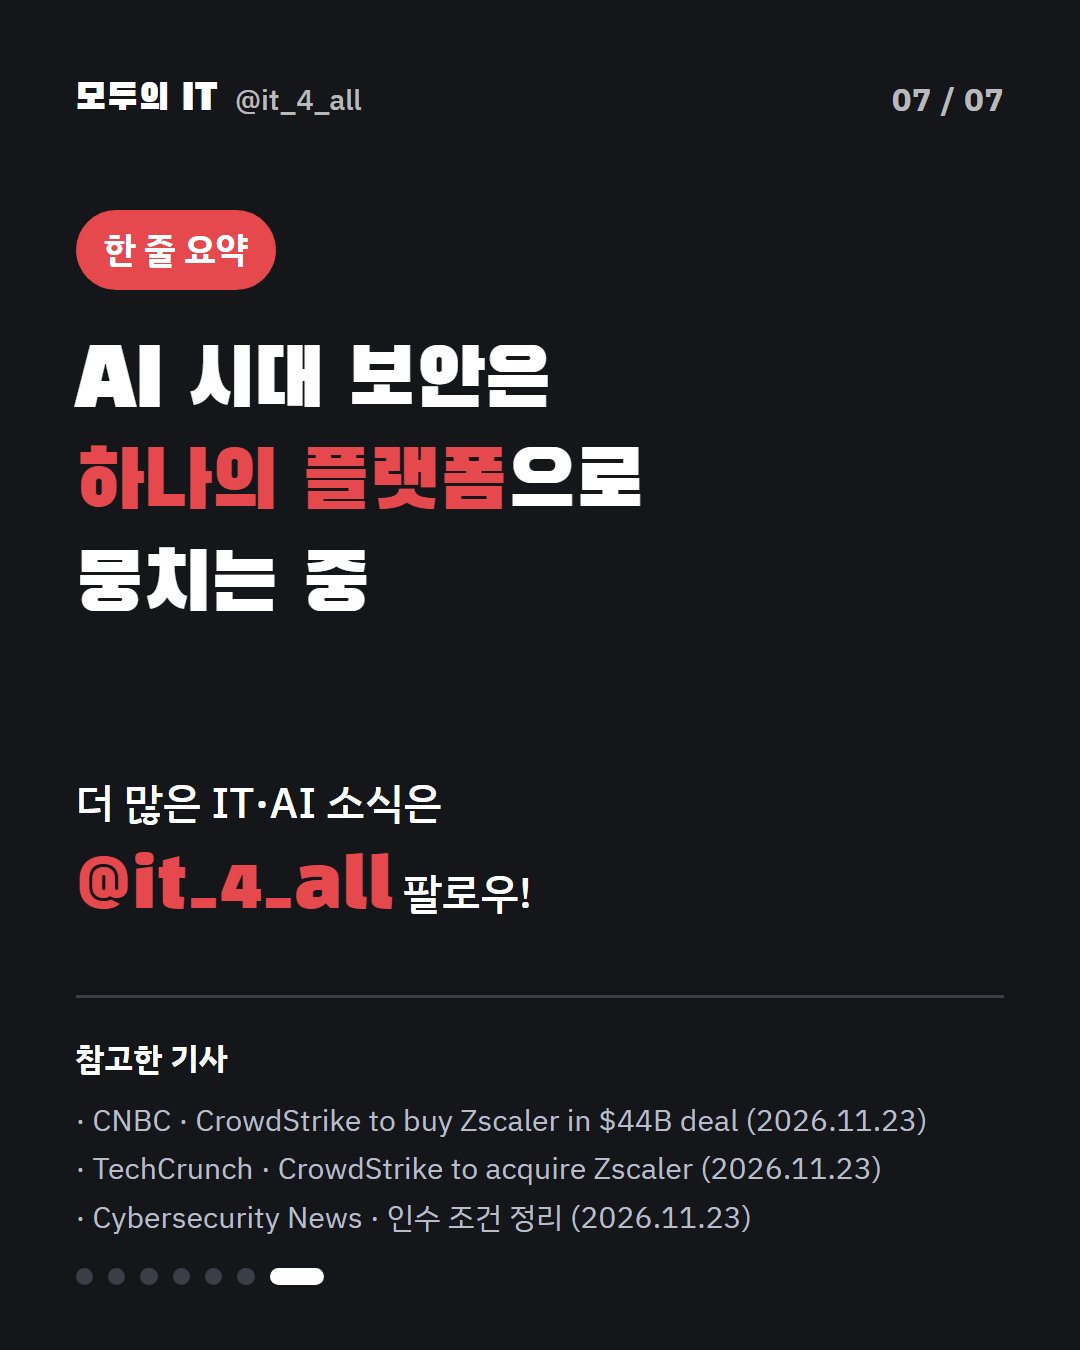 모두의 IT @it_4_all
07 / 07
한 줄 요약
AI 시대 보안은
하나의 플랫폼으로
뭉치는 중
더 많은 IT·AI 소식은
@it_4_all 팔로우!
참고한 기사
· CNBC · CrowdStrike to buy Zscaler in $44B deal (2026.11.23)
· TechCrunch · CrowdStrike to acquire Zscaler (2026.11.23)
· Cybersecurity News · 인수 조건 정리 (2026.11.23)